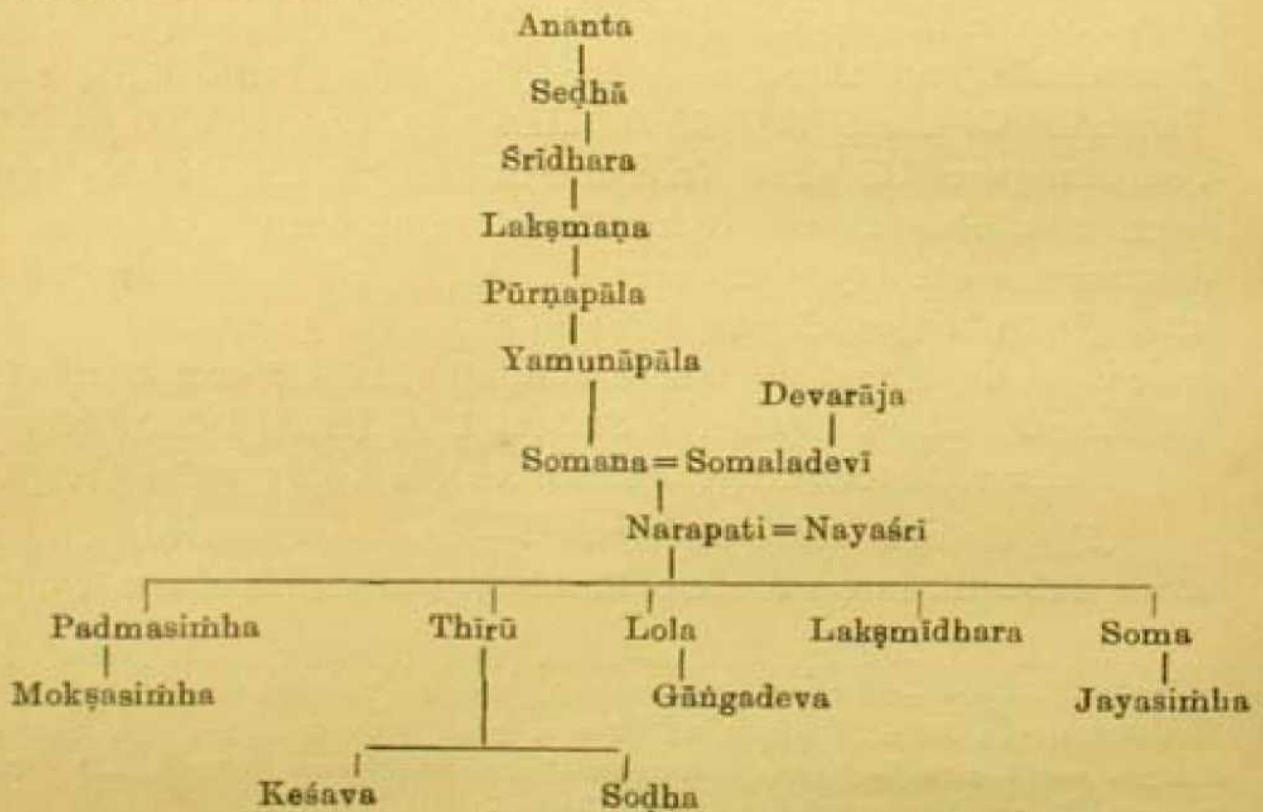 Ananta
Seḍhā
Srīdhara
Lakṣmaṇa
Pūrṇapāla
Yamunāpāla
Devarāja
Somana = Somaladevī
Narapati = Nayaśrī
Padmasiṁha Thīrū Lola Lakṣmīdhara Soma
Mokṣasiṁha Gāṅgadeva Jayasiṁha
Keśava Soḍha